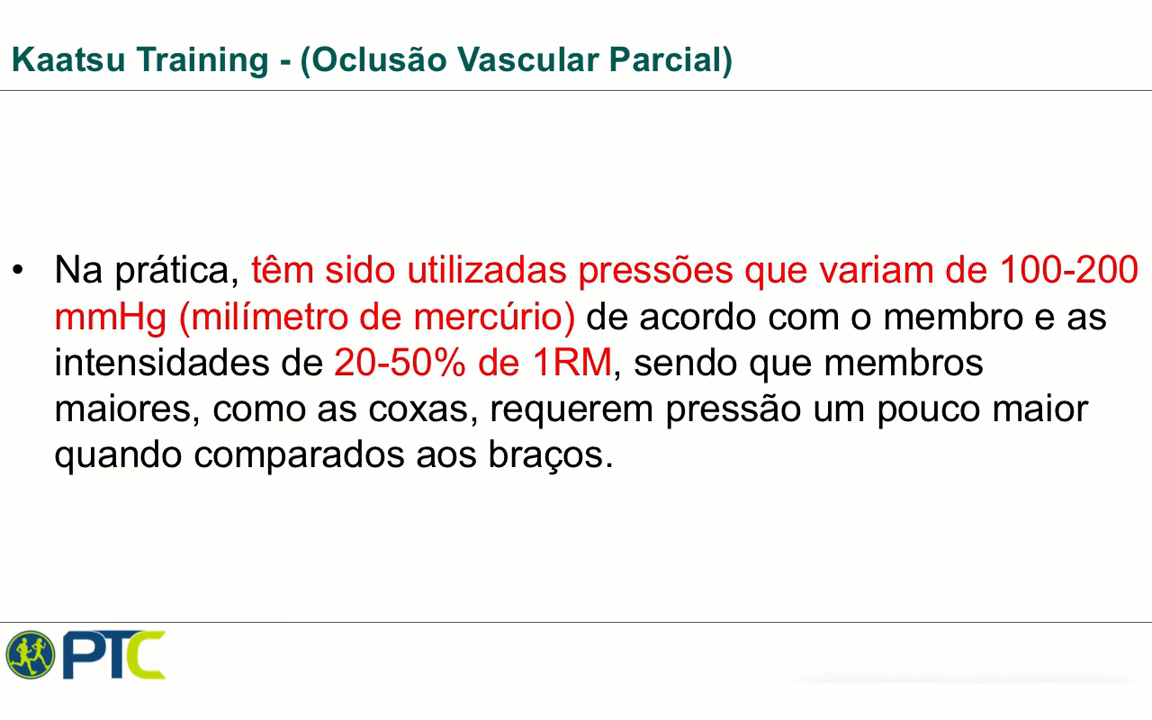 Kaatsu Training - (Oclusão Vascular Parcial)
• Na prática, têm sido utilizadas pressões que variam de 100-200
mmHg (milímetro de mercúrio) de acordo com o membro e as
intensidades de 20-50% de 1RM, sendo que membros
maiores, como as coxas, requerem pressão um pouco maior
quando comparados aos braços.
PTC